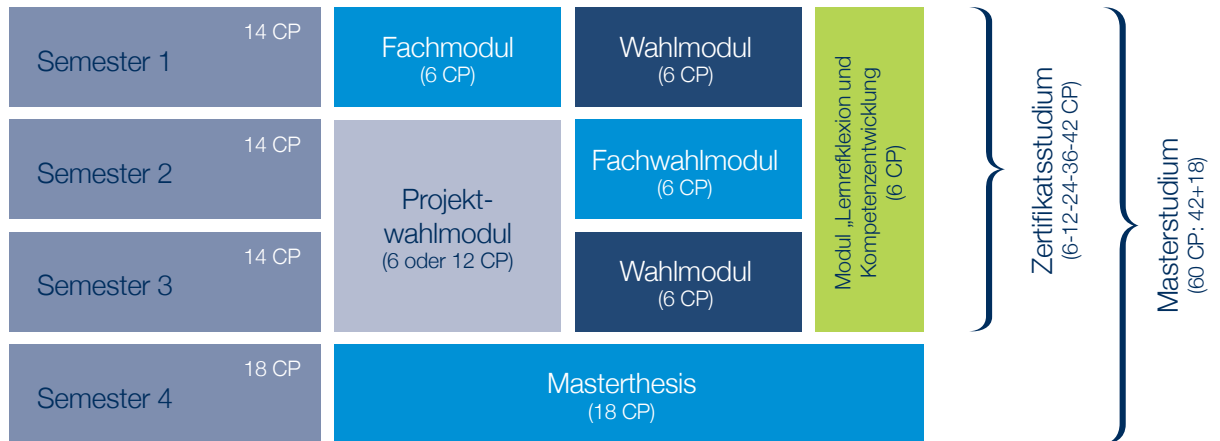 14 CP
Semester 1
Fachmodul
(6 CP)
Wahlmodul
(6 CP)
14 CP
Semester 2
Projekt-
wahlmodul
(6 oder 12 CP)
Fachwahlmodul
(6 CP)
14 CP
Semester 3
Wahlmodul
(6 CP)
Modul „Lernrefklexion und
Kompetenzentwicklung
(6 CP)
18 CP
Semester 4
Masterthesis
(18 CP)
Zertifikatsstudium
(6-12-24-36-42 CP)
Masterstudium
(60 CP: 42+18)